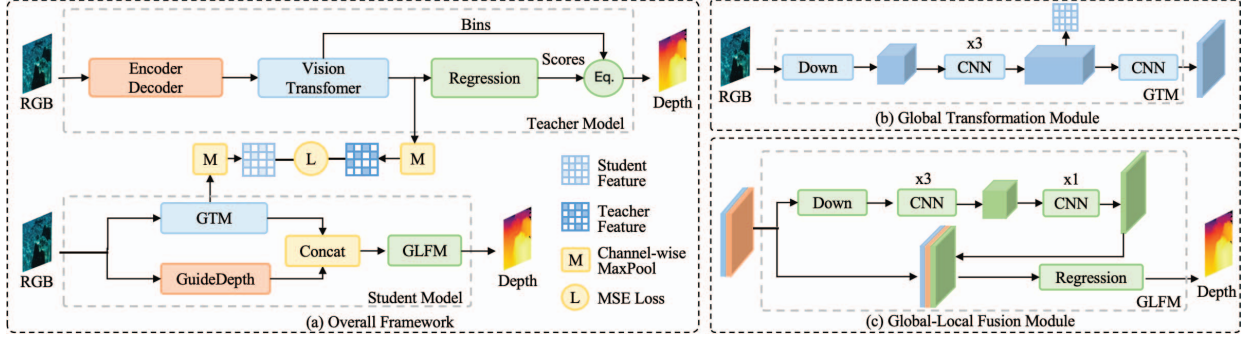 Bins
Encoder
Decoder
Vision
Transfomer
Regression
Scores
Eq.
RGB
Depth
Teacher Model
M
L
M
Student
Feature
Teacher
Feature
M
Channel-wise
MaxPool
L
MSE Loss
RGB
GTM
GuideDepth
Concat
GLFM
Depth
Student Model
(a) Overall Framework
RGB
Down
x3
CNN
CNN
GTM
(b) Global Transformation Module
Down
x3
CNN
x1
CNN
Regression
GLFM
Depth
(c) Global-Local Fusion Module